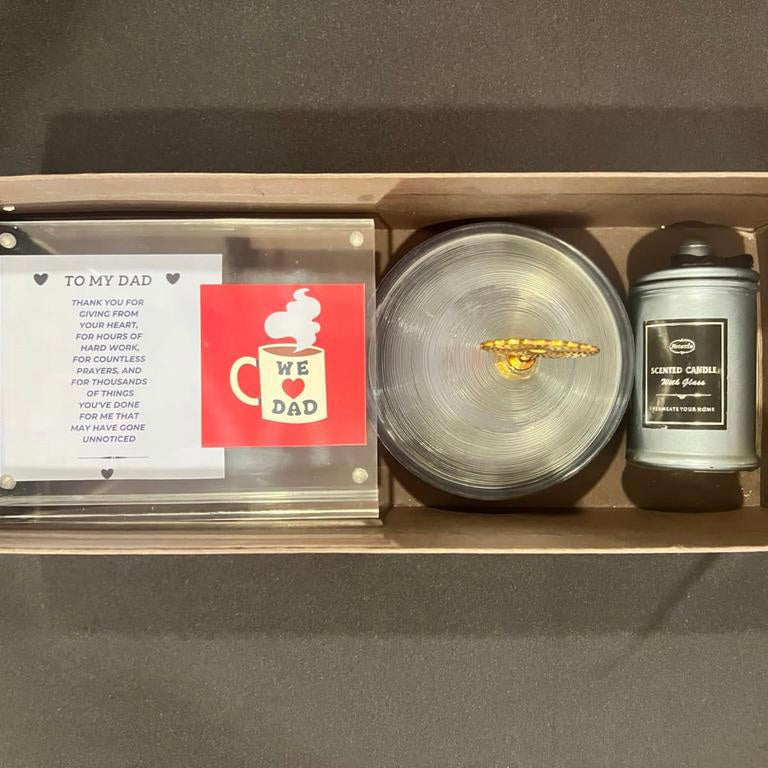 TO MY DAD
THANK YOU FOR
GIVING FROM
YOUR HEART,
FOR HOURS OF
HARD WORK,
FOR COUNTLESS
PRAYERS, AND
FOR THOUSANDS
OF THINGS
YOU'VE DONE
FOR ME THAT
MAY HAVE GONE
UNNOTICED
WE
DAD
SCENTED CANDLE
With Glass
PERMEATE YOUR HOME